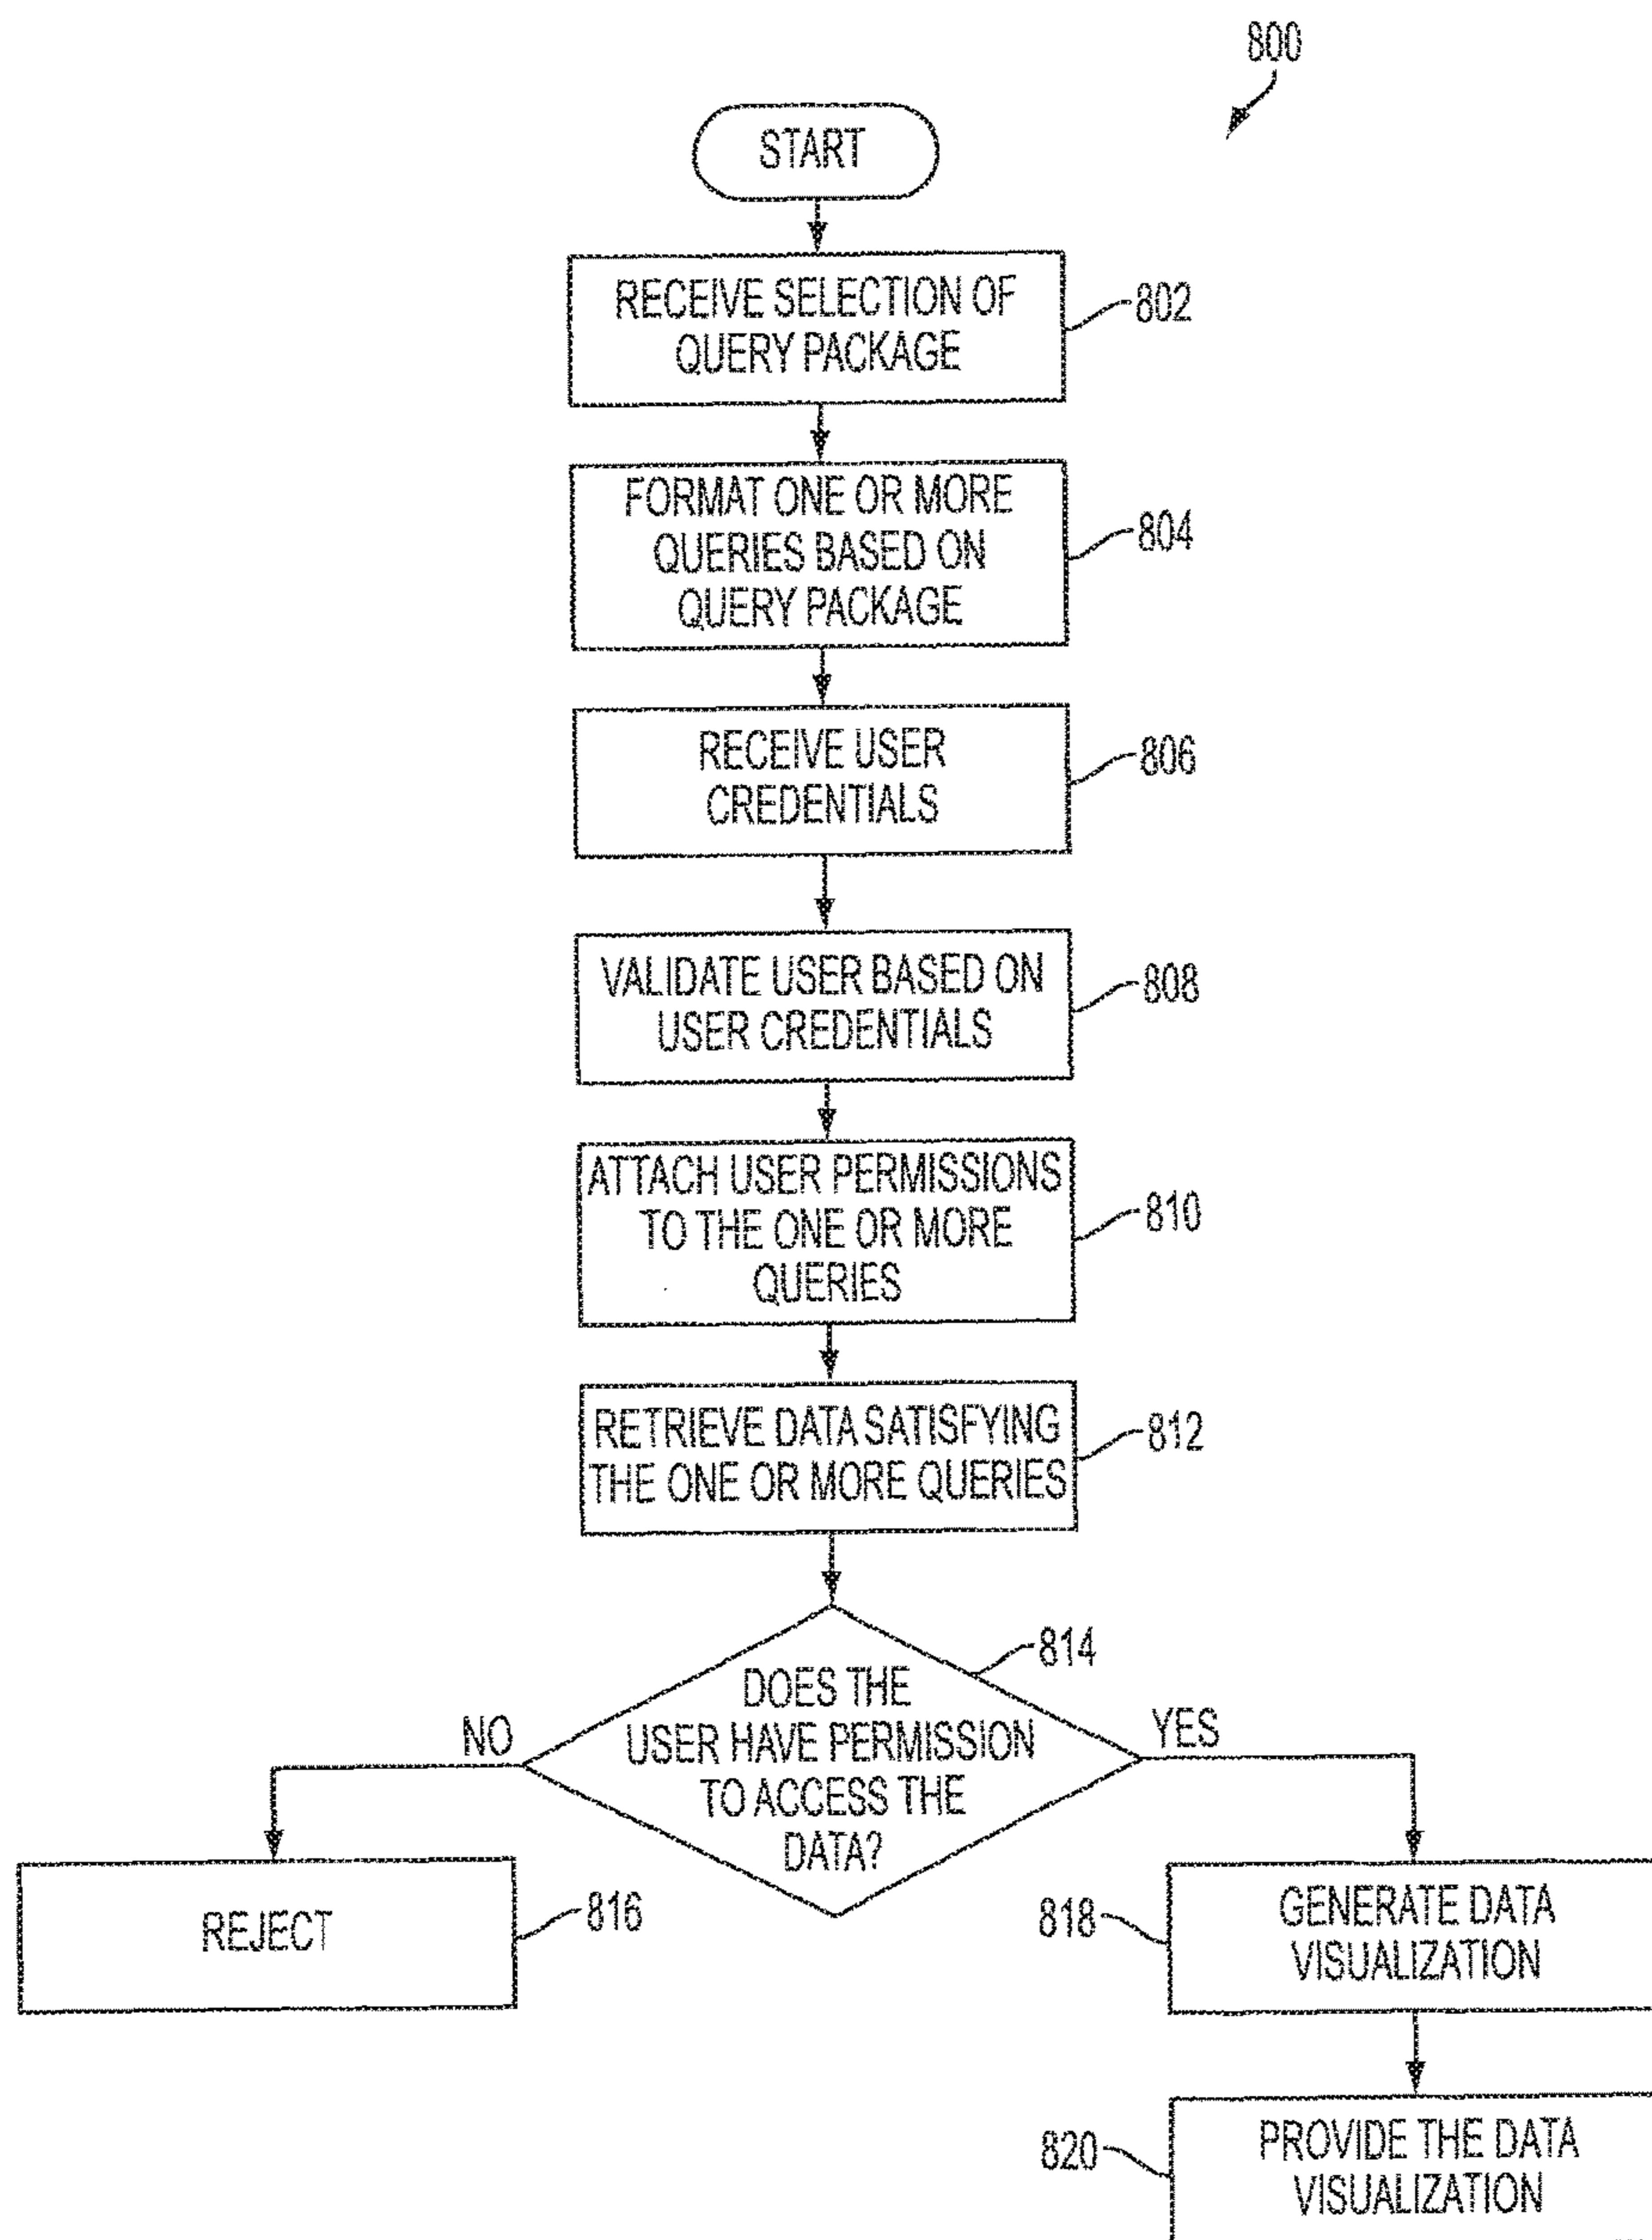 800
START
RECEIVE SELECTION OF
QUERY PACKAGE
802
FORMAT ONE OR MORE
QUERIES BASED ON
QUERY PACKAGE
804
RECEIVE USER
CREDENTIALS
806
VALIDATE USER BASED ON
USER CREDENTIALS
808
ATTACH USER PERMISSIONS
TO THE ONE OR MORE
QUERIES
810
RETRIEVE DATA SATISFYING
THE ONE OR MORE QUERIES
812
DOES THE
USER HAVE PERMISSION
TO ACCESS THE
DATA?
814
NO
YES
REJECT
816
818
GENERATE DATA
VISUALIZATION
820
PROVIDE THE DATA
VISUALIZATION